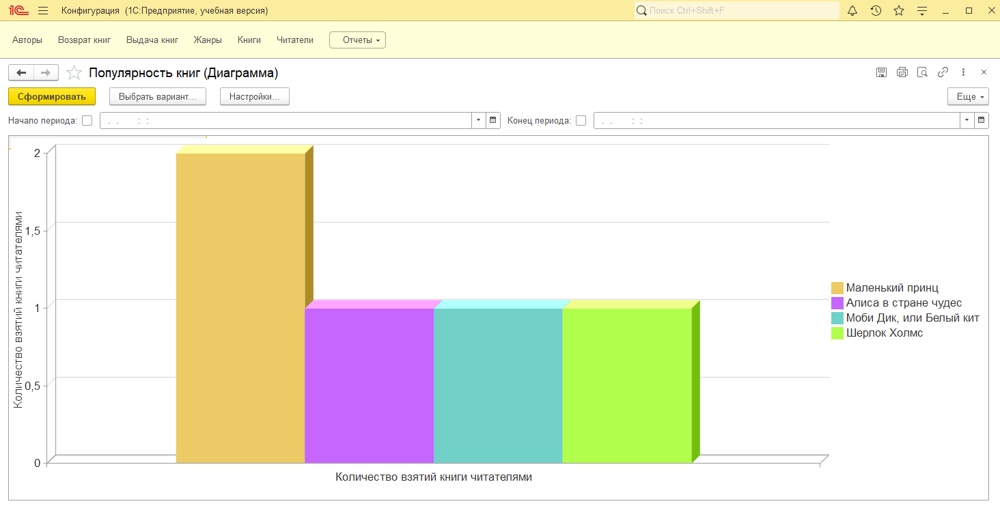 1С Конфигурация (1С:Предприятие, учебная версия) Поиск Ctrl+Shift+F
Авторы Возврат книг Выдача книг Жанры Книги Читатели Отчеты
Популярность книг (Диаграмма)
Сформировать Выбрать вариант... Настройки... Еще
Начало периода: . . : : Конец периода: . . : :
2
1,5
1
0,5
0
Количество взятий книги читателями
Количество взятий книги читателями
Маленький принц
Алиса в стране чудес
Моби Дик, или Белый кит
Шерлок Холмс